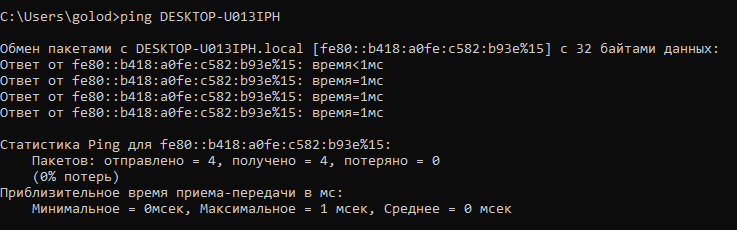 C:\Users\golod>ping DESKTOP-U013IPH
Обмен пакетами с DESKTOP-U013IPH.local [fe80::b418:a0fe:c582:b93e%15] с 32 байтами данных:
Ответ от fe80::b418:a0fe:c582:b93e%15: время<1мс
Ответ от fe80::b418:a0fe:c582:b93e%15: время=1мс
Ответ от fe80::b418:a0fe:c582:b93e%15: время=1мс
Ответ от fe80::b418:a0fe:c582:b93e%15: время=1мс
Статистика Ping для fe80::b418:a0fe:c582:b93e%15:
Пакетов: отправлено = 4, получено = 4, потеряно = 0
(0% потерь)
Приблизительное время приема-передачи в мс:
Минимальное = 0мсек, Максимальное = 1 мсек, Среднее = 0 мсек